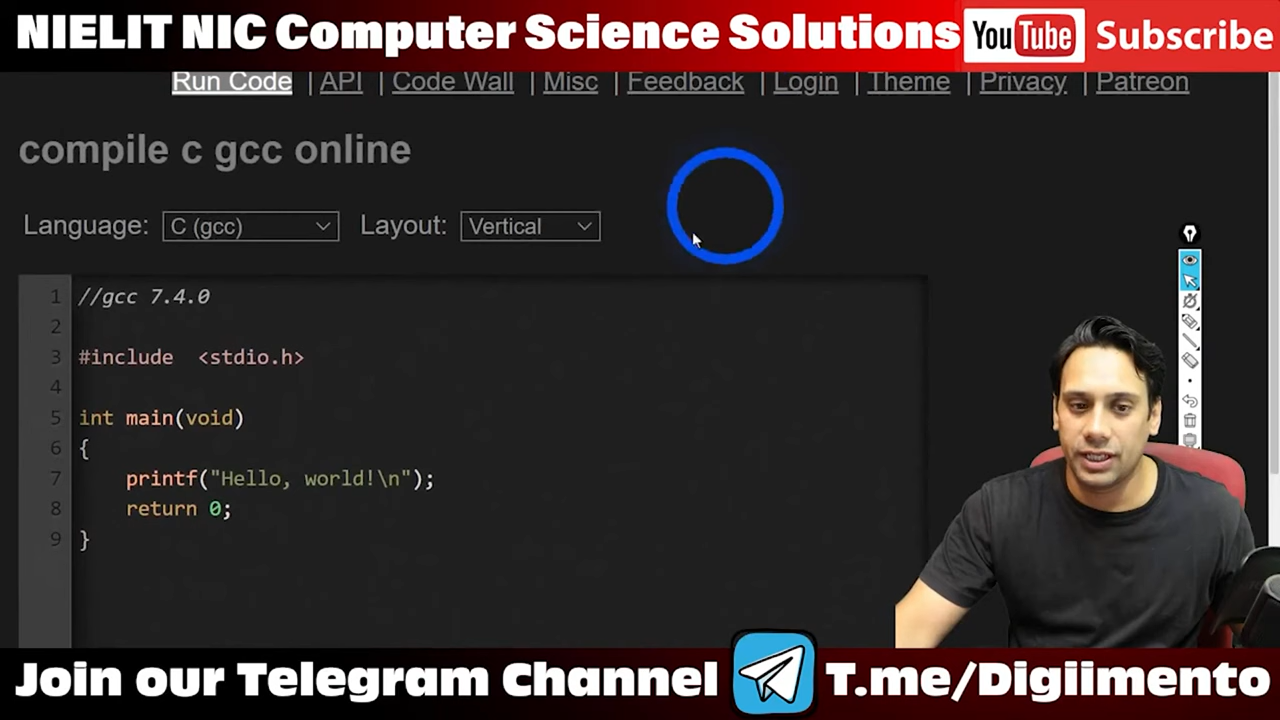 NIELIT NIC Computer Science Solutions YouTube Subscribe
Run Code | API | Code Wall | Misc | Feedback | Login | Theme | Privacy | Patreon
compile c gcc online
Language: C (gcc) Layout: Vertical
1 //gcc 7.4.0
2
3 #include  <stdio.h>
4
5 int main(void)
6 {
7     printf("Hello, world!\n");
8     return 0;
9 }
Join our Telegram Channel T.me/Digiimento